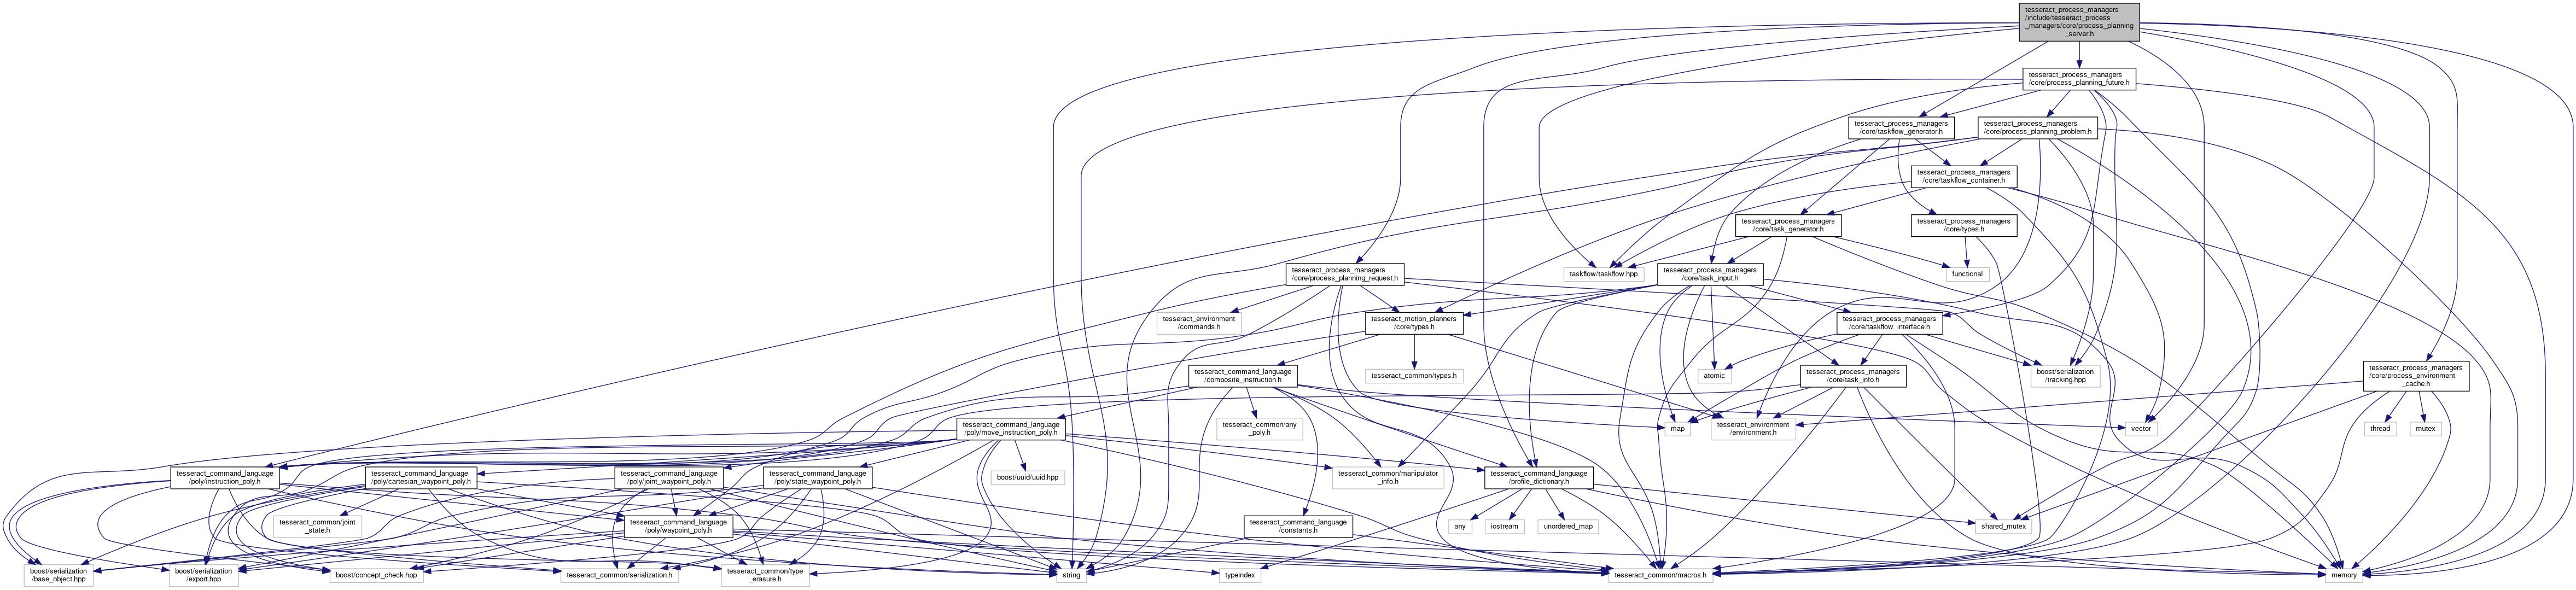 tesseract_process_managers
/include/tesseract_process
_managers/core/process_planning
_server.h
tesseract_process_managers
/core/process_planning_future.h
tesseract_process_managers
/core/taskflow_generator.h
tesseract_process_managers
/core/process_planning_problem.h
tesseract_process_managers
/core/taskflow_container.h
tesseract_process_managers
/core/task_generator.h
tesseract_process_managers
/core/types.h
tesseract_process_managers
/core/process_planning_request.h
taskflow/taskflow.hpp
tesseract_process_managers
/core/task_input.h
functional
tesseract_environment
/commands.h
tesseract_motion_planners
/core/types.h
tesseract_process_managers
/core/taskflow_interface.h
tesseract_command_language
/composite_instruction.h
tesseract_common/types.h
atomic
tesseract_process_managers
/core/task_info.h
boost/serialization
/tracking.hpp
tesseract_process_managers
/core/process_environment
_cache.h
tesseract_command_language
/poly/move_instruction_poly.h
tesseract_common/any
_poly.h
map
tesseract_environment
/environment.h
vector
thread
mutex
tesseract_command_language
/poly/instruction_poly.h
tesseract_command_language
/poly/cartesian_waypoint_poly.h
tesseract_command_language
/poly/joint_waypoint_poly.h
tesseract_command_language
/poly/state_waypoint_poly.h
boost/uuid/uuid.hpp
tesseract_common/manipulator
_info.h
tesseract_command_language
/profile_dictionary.h
tesseract_common/joint
_state.h
tesseract_command_language
/poly/waypoint_poly.h
tesseract_command_language
/constants.h
any
iostream
unordered_map
shared_mutex
boost/serialization
/base_object.hpp
boost/serialization
/export.hpp
boost/concept_check.hpp
tesseract_common/serialization.h
tesseract_common/type
_erasure.h
string
typeindex
tesseract_common/macros.h
memory